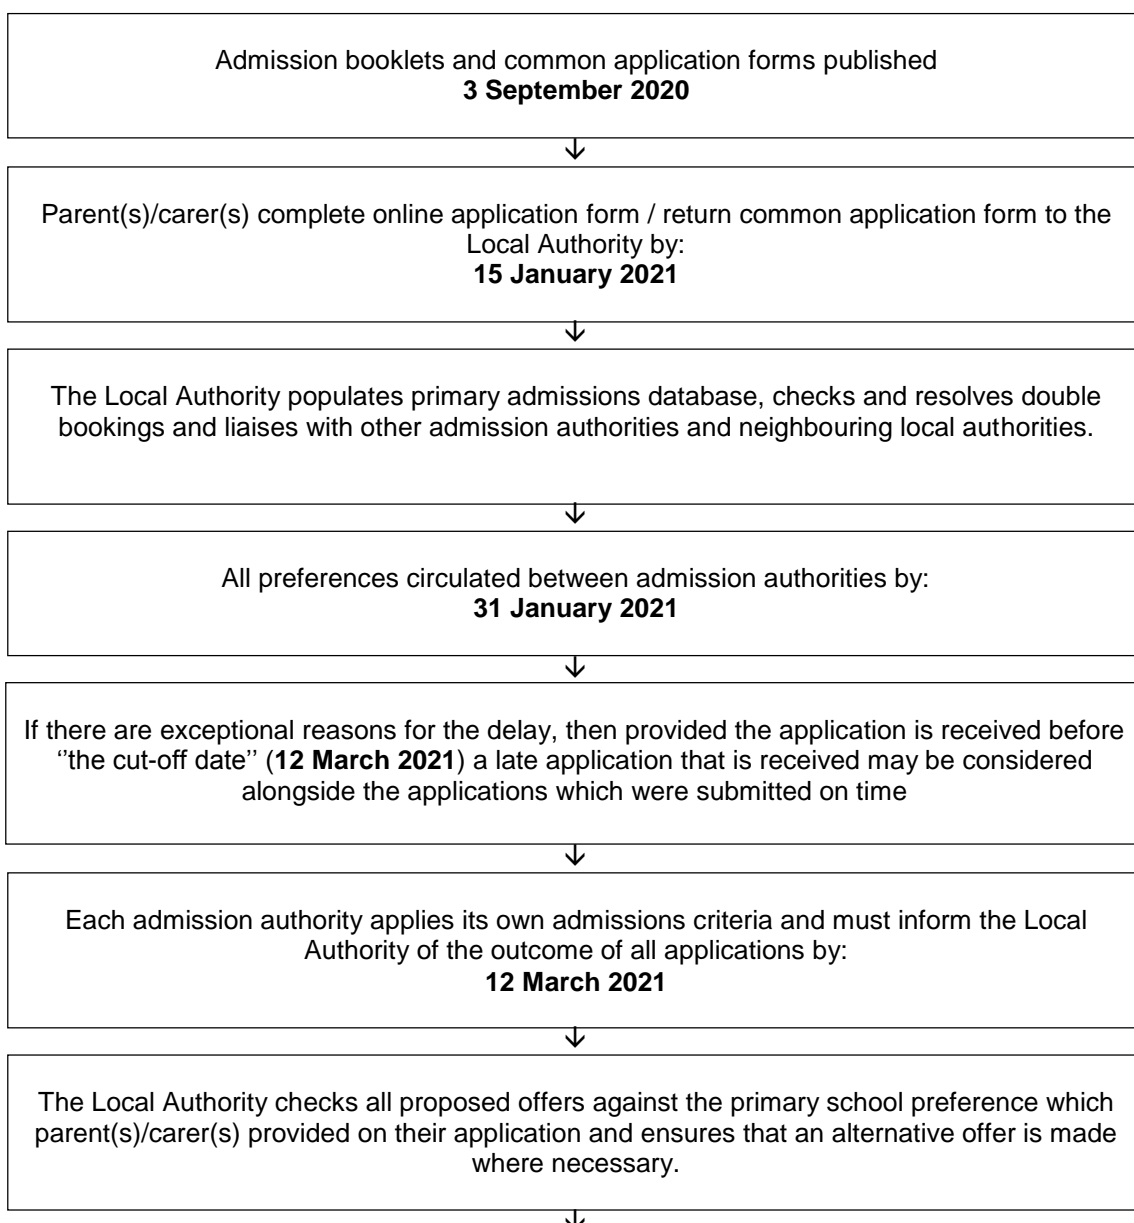 Admission booklets and common application forms published
3 September 2020
Parent(s)/carer(s) complete online application form / return common application form to the
Local Authority by:
15 January 2021
The Local Authority populates primary admissions database, checks and resolves double
bookings and liaises with other admission authorities and neighbouring local authorities.
All preferences circulated between admission authorities by:
31 January 2021
If there are exceptional reasons for the delay, then provided the application is received before
‘’the cut-off date’’ (12 March 2021) a late application that is received may be considered
alongside the applications which were submitted on time
Each admission authority applies its own admissions criteria and must inform the Local
Authority of the outcome of all applications by:
12 March 2021
The Local Authority checks all proposed offers against the primary school preference which
parent(s)/carer(s) provided on their application and ensures that an alternative offer is made
where necessary.